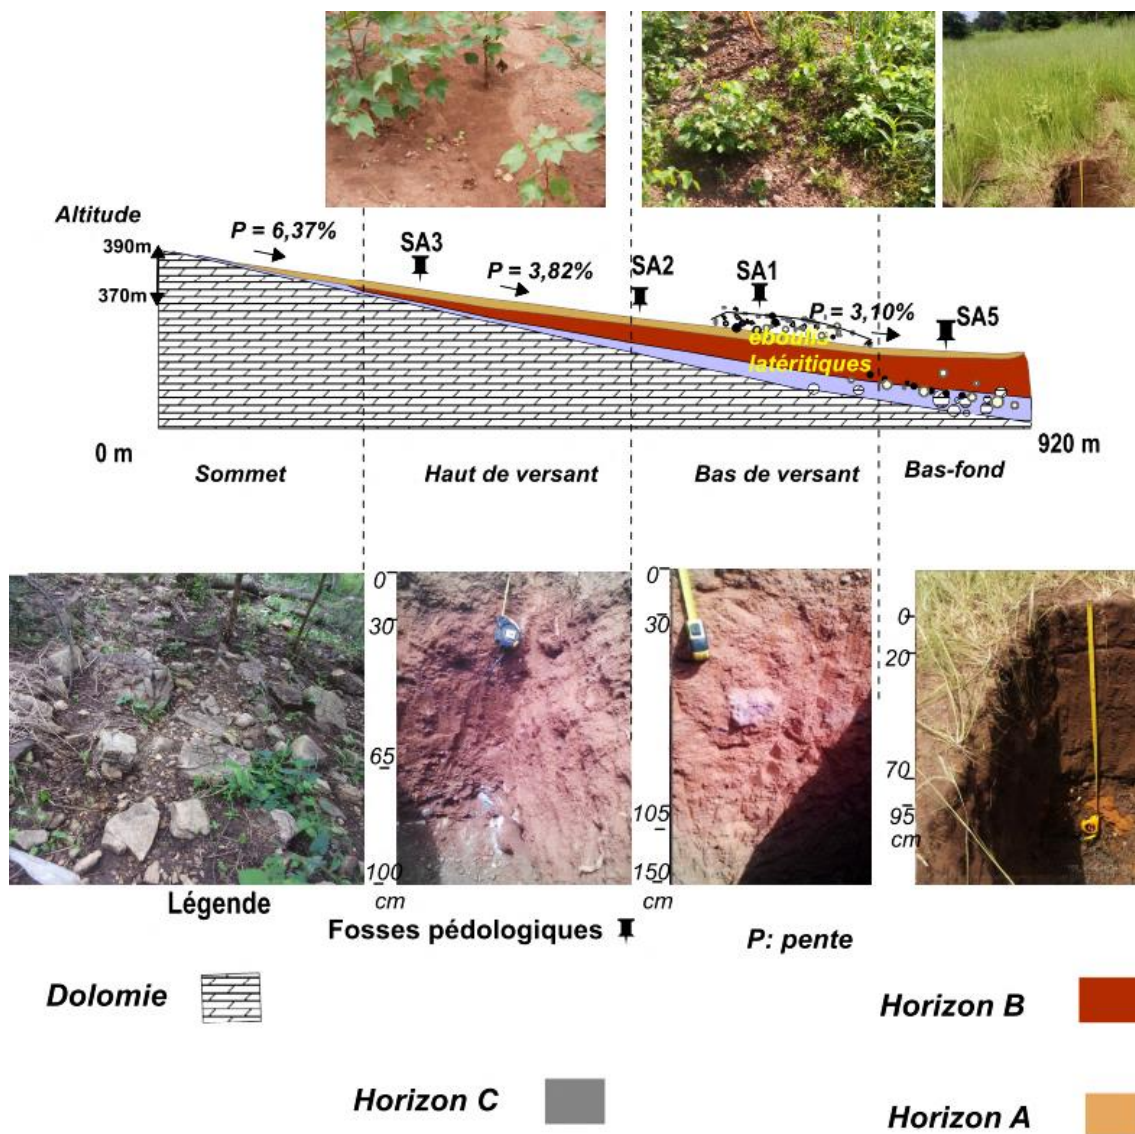 Altitude
390m
370m
P = 6,37%
SA3
P = 3,82%
SA2
SA1
P = 3,10%
SA5
éboulis
latéritiques
0 m
920 m
Sommet
Haut de versant
Bas de versant
Bas-fond
0
30
65
100
cm
0
30
105
150
cm
0
20
70
95
cm
Légende
Fosses pédologiques
P: pente
Dolomie
Horizon B
Horizon C
Horizon A